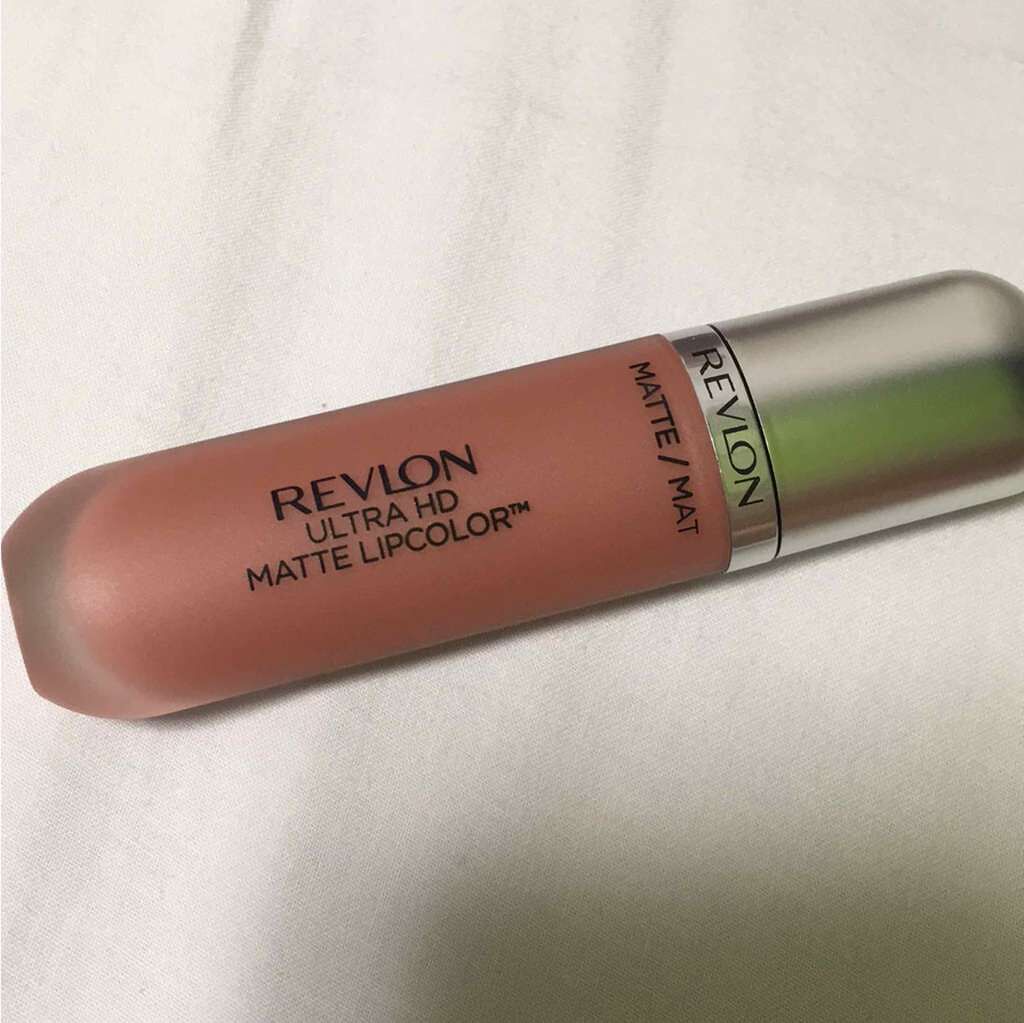 REVLON
ULTRA HD
MATTE LIPCOLOR™
MATTE / MAT
REVLON